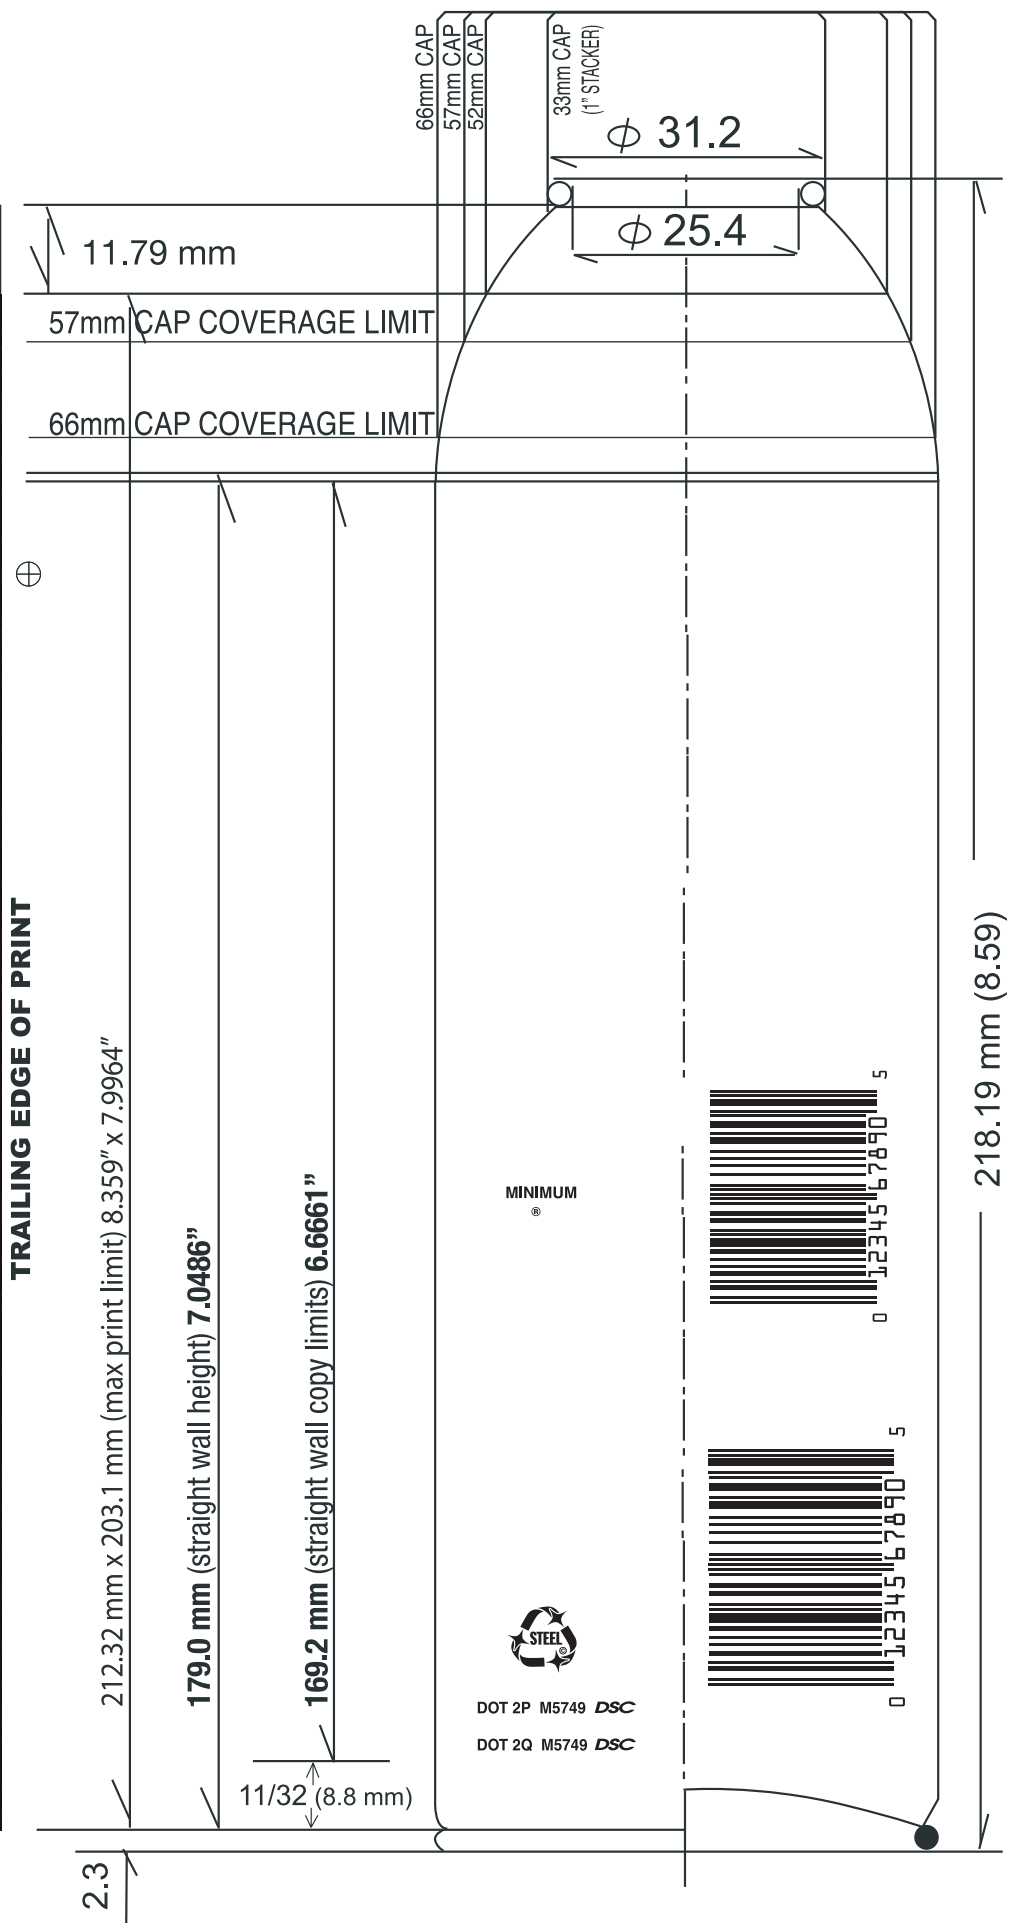 66mm CAP
57mm CAP
52mm CAP
33mm CAP
(1” STACKER)
ϕ 31.2
ϕ 25.4
11.79 mm
57mm CAP COVERAGE LIMIT
66mm CAP COVERAGE LIMIT
TRAILING EDGE OF PRINT
212.32 mm x 203.1 mm (max print limit) 8.359” x 7.9964”
179.0 mm (straight wall height) 7.0486”
169.2 mm (straight wall copy limits) 6.6661”
218.19 mm (8.59)
MINIMUM
®
0 12345 67890 5
0 12345 67890 5
STEEL ©
DOT 2P M5749 DSC
DOT 2Q M5749 DSC
11/32 (8.8 mm)
2.3